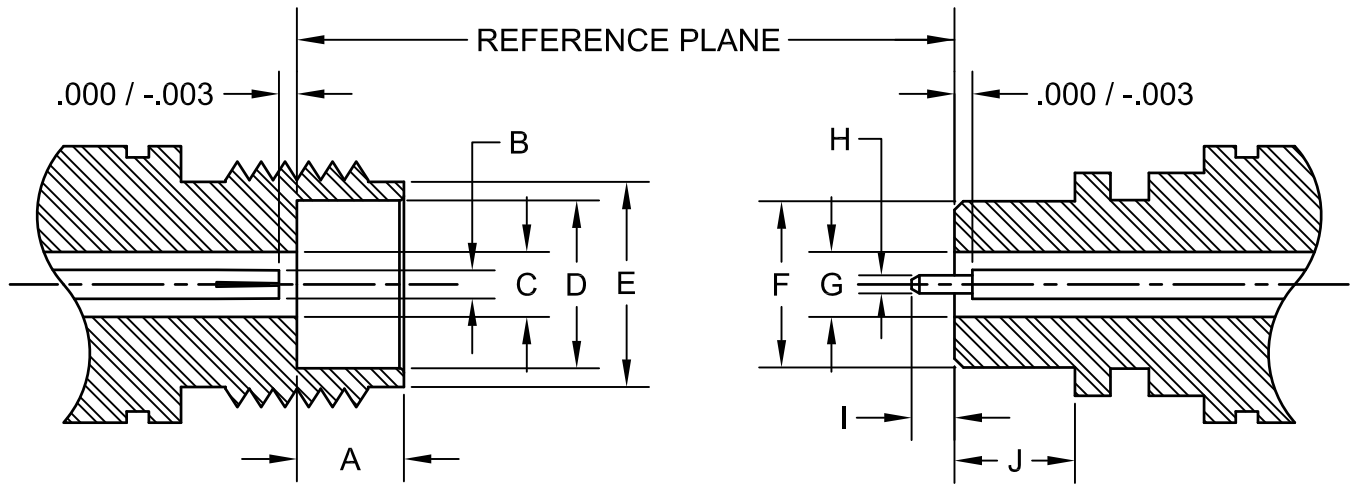 REFERENCE PLANE
.000 / -.003
.000 / -.003
B
H
C
D
E
F
G
A
I
J